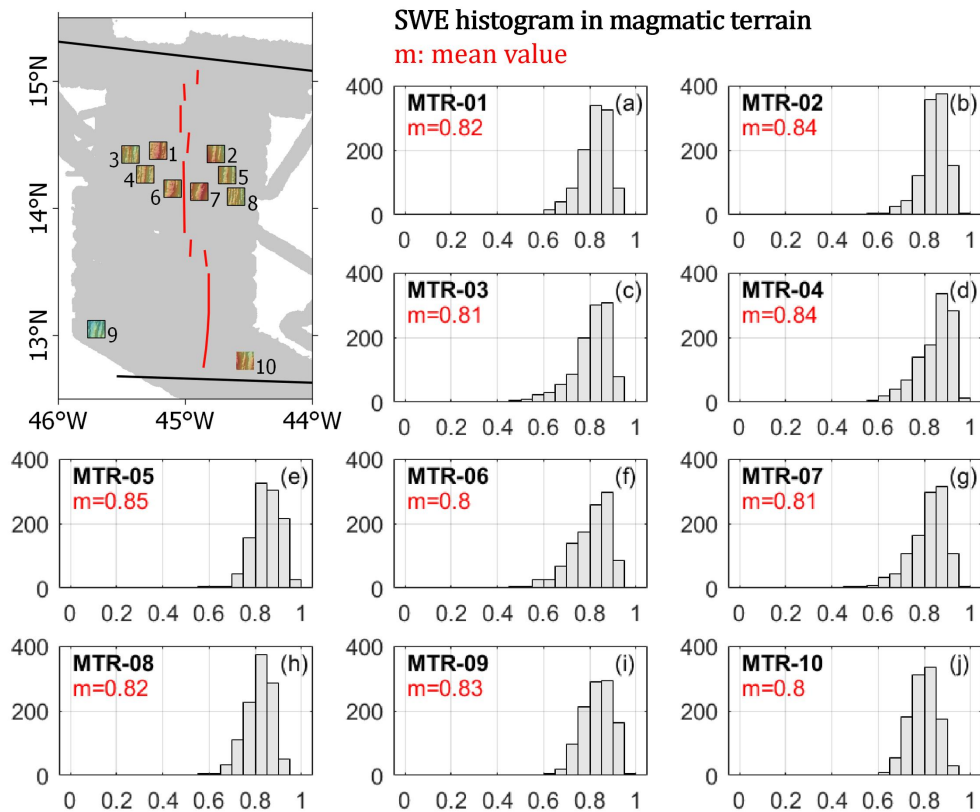 SWE histogram in magmatic terrain
m: mean value
15°N
14°N
13°N
46°W 45°W 44°W
1
2
3
4
5
6
7
8
9
10
MTR-01 (a)
m=0.82
400
200
0
0 0.2 0.4 0.6 0.8 1
MTR-02 (b)
m=0.84
400
200
0
0 0.2 0.4 0.6 0.8 1
MTR-03 (c)
m=0.81
400
200
0
0 0.2 0.4 0.6 0.8 1
MTR-04 (d)
m=0.84
400
200
0
0 0.2 0.4 0.6 0.8 1
MTR-05 (e)
m=0.85
400
200
0
0 0.2 0.4 0.6 0.8 1
MTR-06 (f)
m=0.8
400
200
0
0 0.2 0.4 0.6 0.8 1
MTR-07 (g)
m=0.81
400
200
0
0 0.2 0.4 0.6 0.8 1
MTR-08 (h)
m=0.82
400
200
0
0 0.2 0.4 0.6 0.8 1
MTR-09 (i)
m=0.83
400
200
0
0 0.2 0.4 0.6 0.8 1
MTR-10 (j)
m=0.8
400
200
0
0 0.2 0.4 0.6 0.8 1